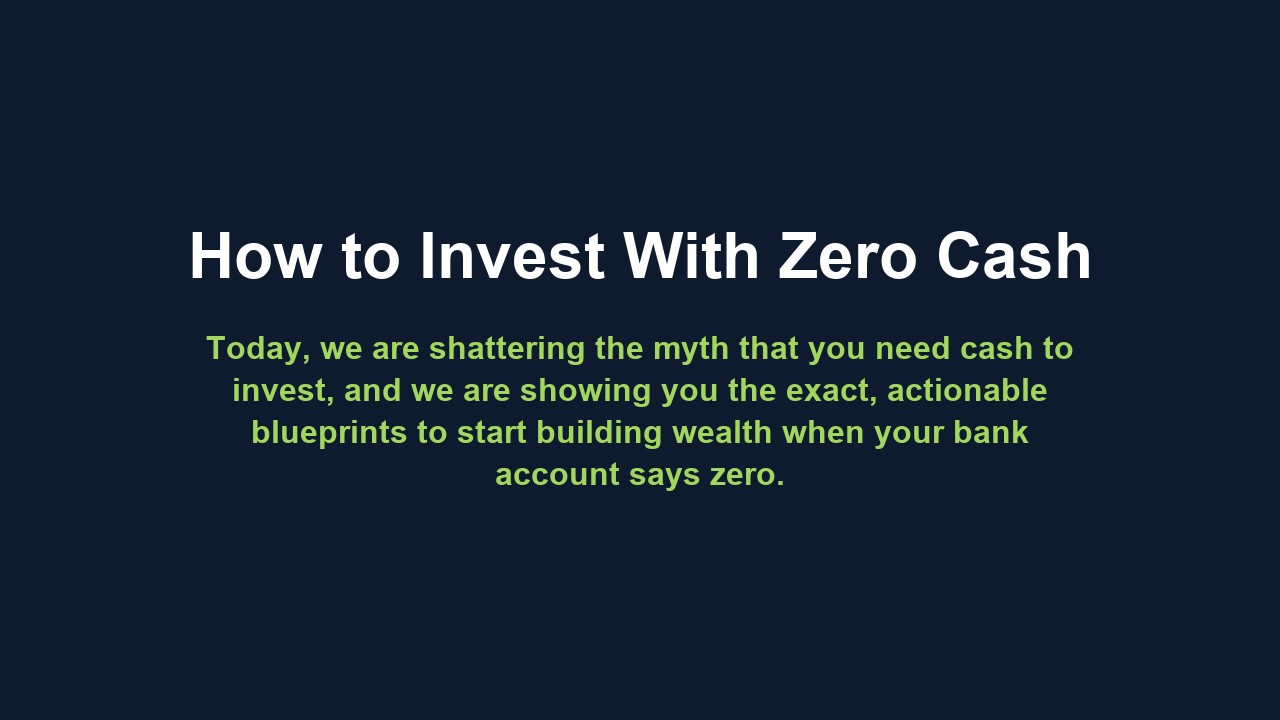 How to Invest With Zero Cash
Today, we are shattering the myth that you need cash to
invest, and we are showing you the exact, actionable
blueprints to start building wealth when your bank
account says zero.